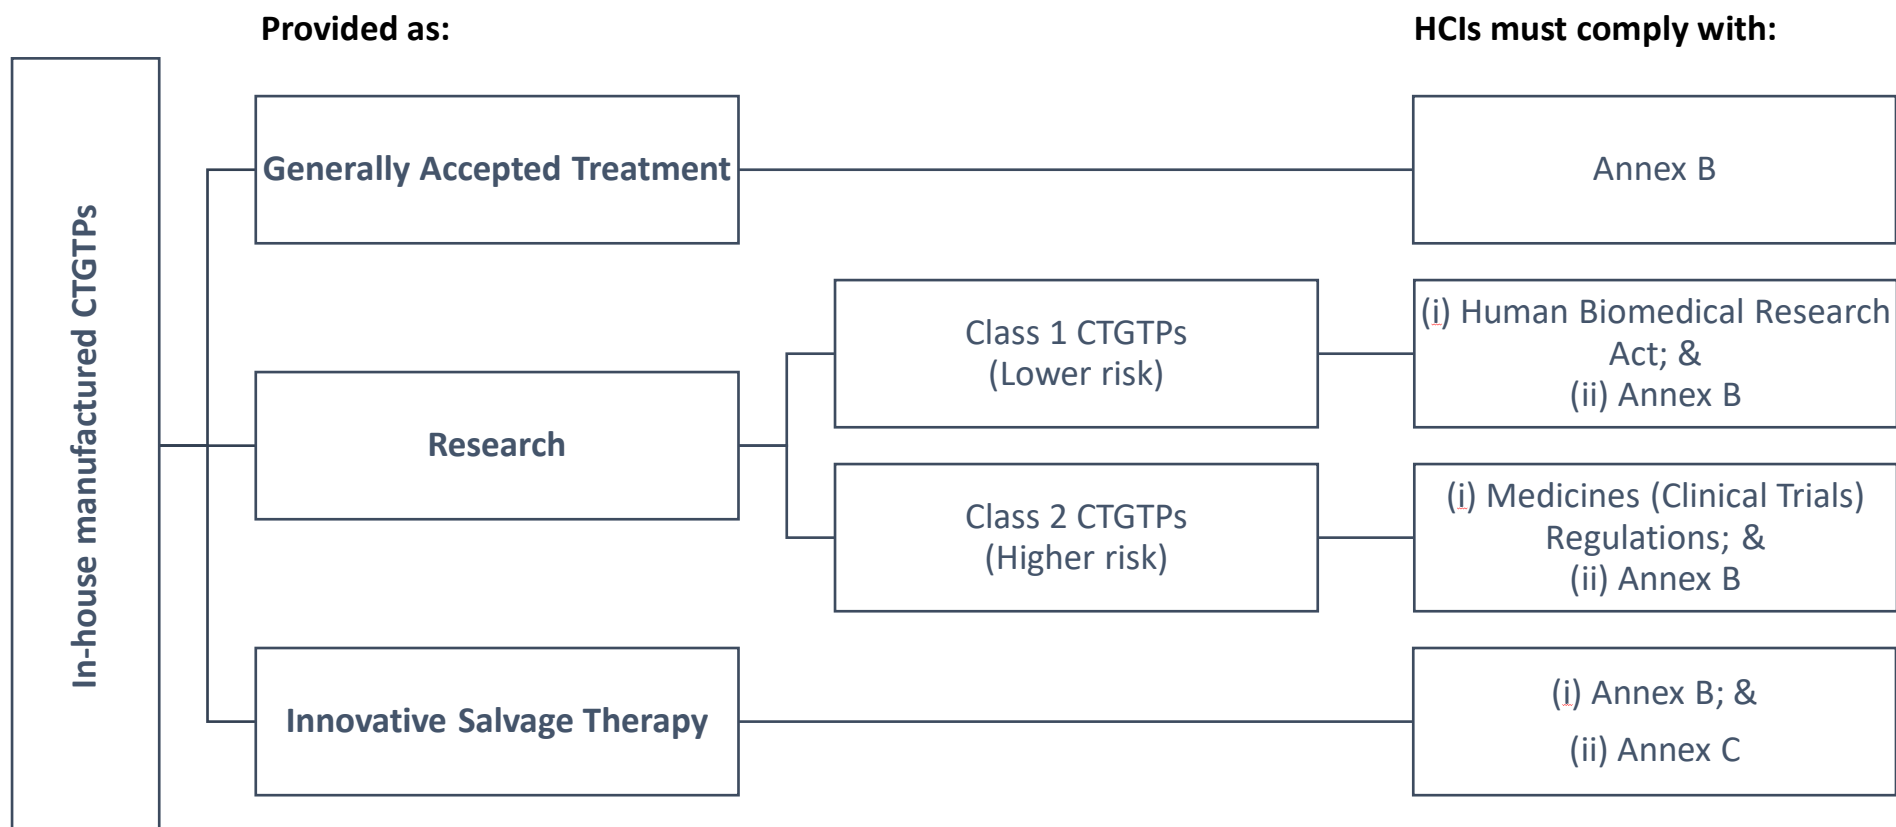 Provided as:
HCIs must comply with:
In-house manufactured CTGTPs
Generally Accepted Treatment
Annex B
Research
Class 1 CTGTPs
(Lower risk)
(i) Human Biomedical Research
Act; &
(ii) Annex B
Class 2 CTGTPs
(Higher risk)
(i) Medicines (Clinical Trials)
Regulations; &
(ii) Annex B
Innovative Salvage Therapy
(i) Annex B; &
(ii) Annex C